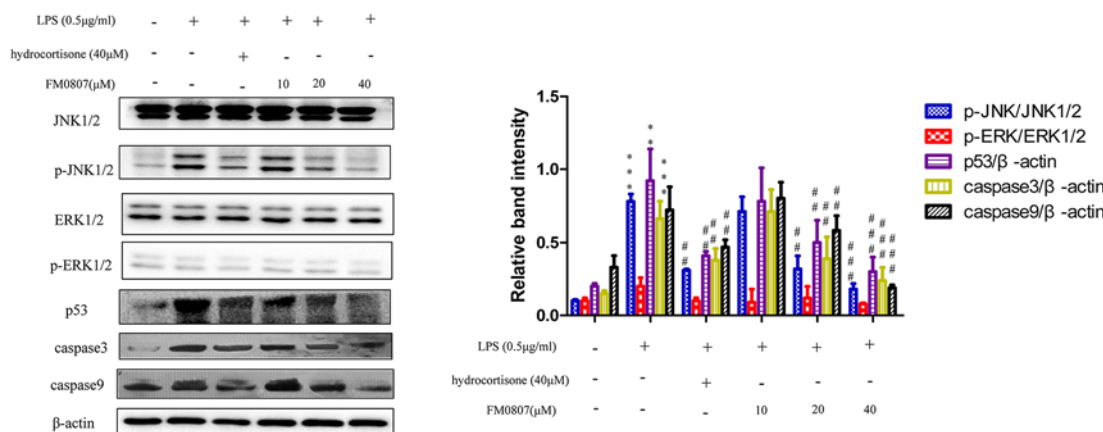 LPS (0.5μg/ml) - + + + + +
hydrocortisone (40μM) - - + - - -
FM0807(μM) - - - 10 20 40
JNK1/2
p-JNK1/2
ERK1/2
p-ERK1/2
p53
caspase3
caspase9
β-actin
Relative band intensity
1.5
1.0
0.5
0.0
* * *
* *
* * *
# #
# #
# #
# #
# #
# #
# #
# #
# # #
# # #
# # #
# # #
p-JNK/JNK1/2
p-ERK/ERK1/2
p53/β -actin
caspase3/β -actin
caspase9/β -actin
LPS (0.5μg/ml) - + + + + +
hydrocortisone (40μM) - - + - - -
FM0807(μM) - - - 10 20 40